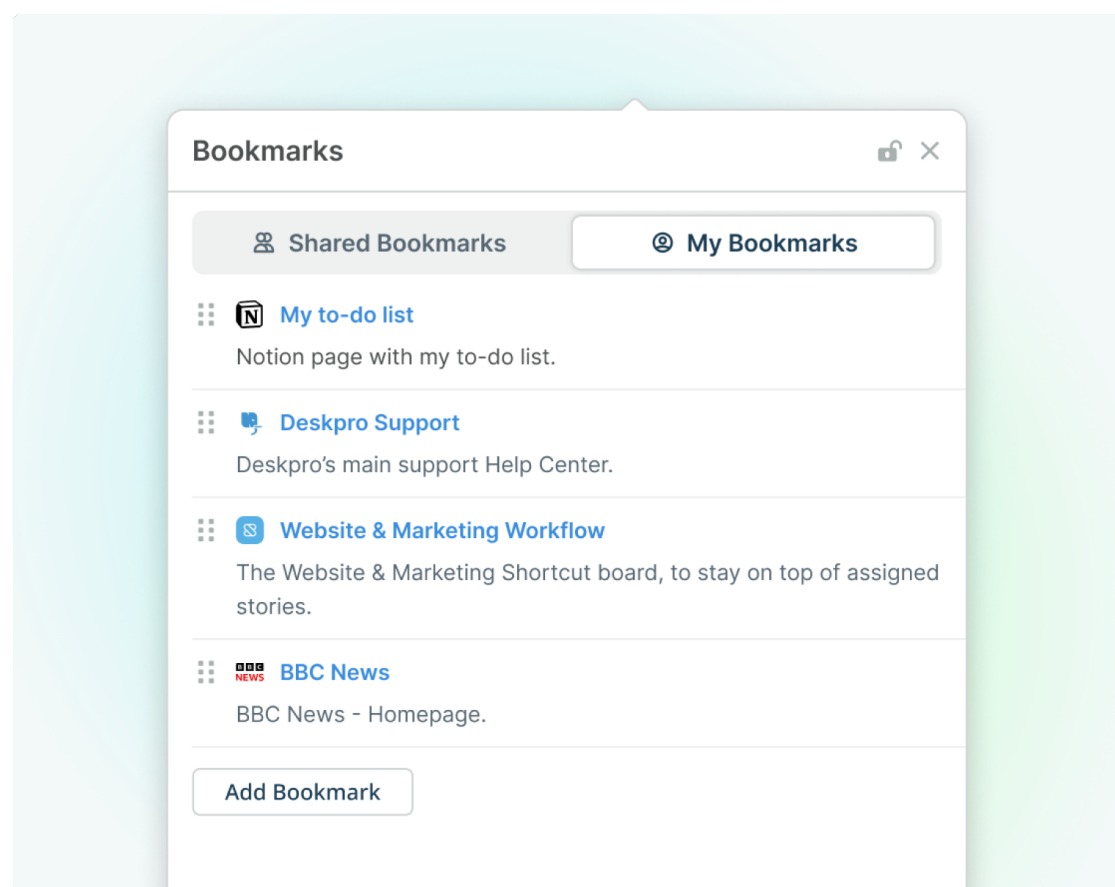 Bookmarks
Shared Bookmarks
My Bookmarks
N
My to-do list
Notion page with my to-do list.
Deskpro Support
Deskpro’s main support Help Center.
Website & Marketing Workflow
The Website & Marketing Shortcut board, to stay on top of assigned
stories.
BBC
NEWS
BBC News
BBC News - Homepage.
Add Bookmark